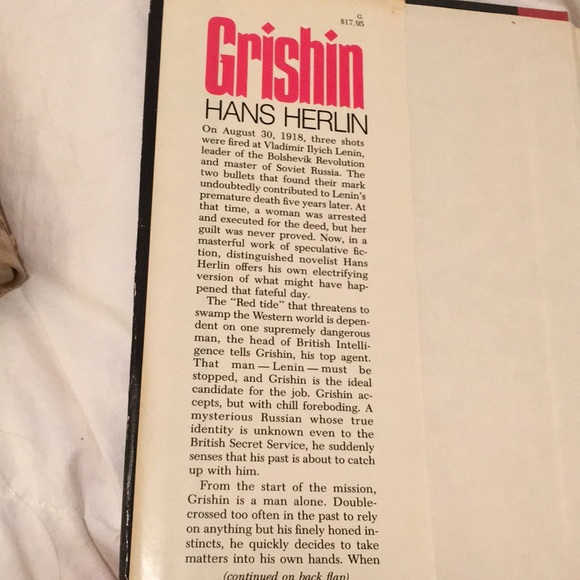 G
$17.95
Grishin
HANS HERLIN
On August 30, 1918, three shots
were fired at Vladimir Ilyich Lenin,
leader of the Bolshevik Revolution
and master of Soviet Russia. The
two bullets that found their mark
undoubtedly contributed to Lenin's
premature death five years later. At
that time, a woman was arrested
and executed for the deed, but her
guilt was never proved. Now, in a
masterful work of speculative fic-
tion, distinguished novelist Hans
Herlin offers his own electrifying
version of what might have hap-
pened that fateful day.
The "Red tide" that threatens to
swamp the Western world is depen-
dent on one supremely dangerous
man, the head of British Intelli-
gence tells Grishin, his top agent.
That man — Lenin — must be
stopped, and Grishin is the ideal
candidate for the job. Grishin ac-
cepts, but with chill foreboding. A
mysterious Russian whose true
identity is unknown even to the
British Secret Service, he suddenly
senses that his past is about to catch
up with him.
From the start of the mission,
Grishin is a man alone. Double-
crossed too often in the past to rely
on anything but his finely honed in-
stincts, he quickly decides to take
matters into his own hands. When
(continued on back flap)